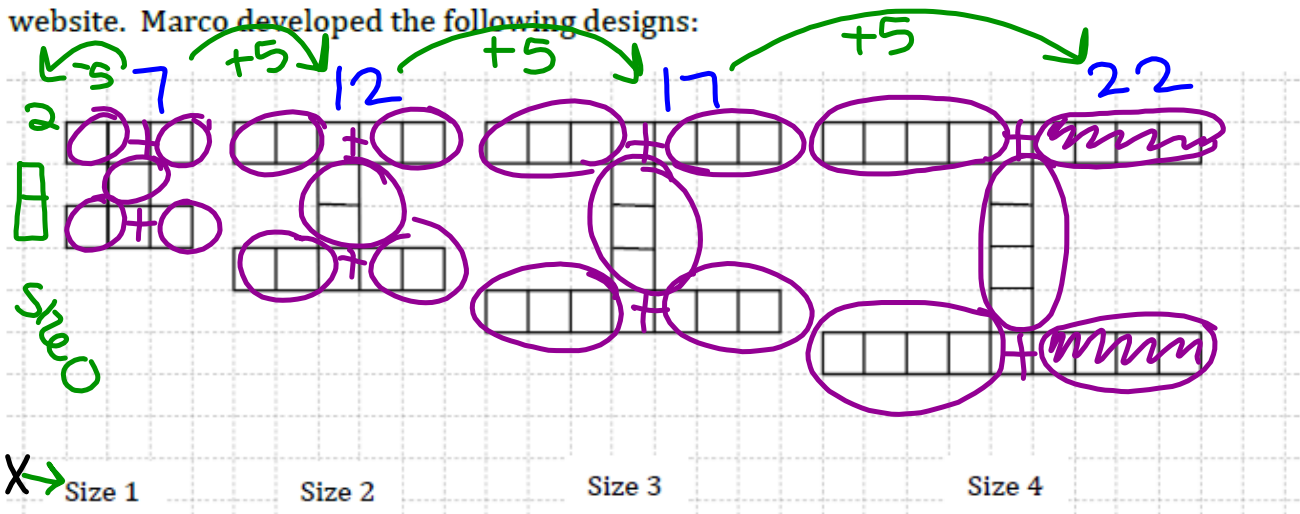 website. Marco developed the following designs:
-5 +5 +5 +5
7 12 17 22
2
+ + + +
+ + + +
Size 0
X → Size 1 Size 2 Size 3 Size 4